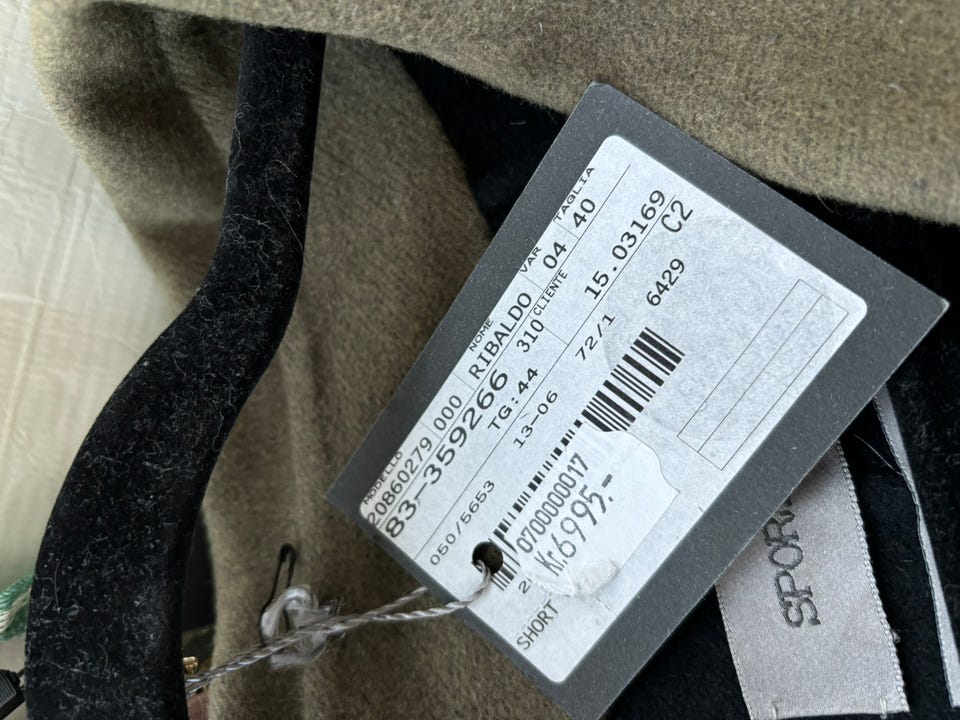 MODELLO NOME VAR TAGLIA
20860279 000 RIBALDO 04 40
83-359266 310 CLIENTE
TG:44 15.03169
050/5653 13-06 72/1 6429 C2
0700000017
Kr.6995.-
SHORT
SPOR